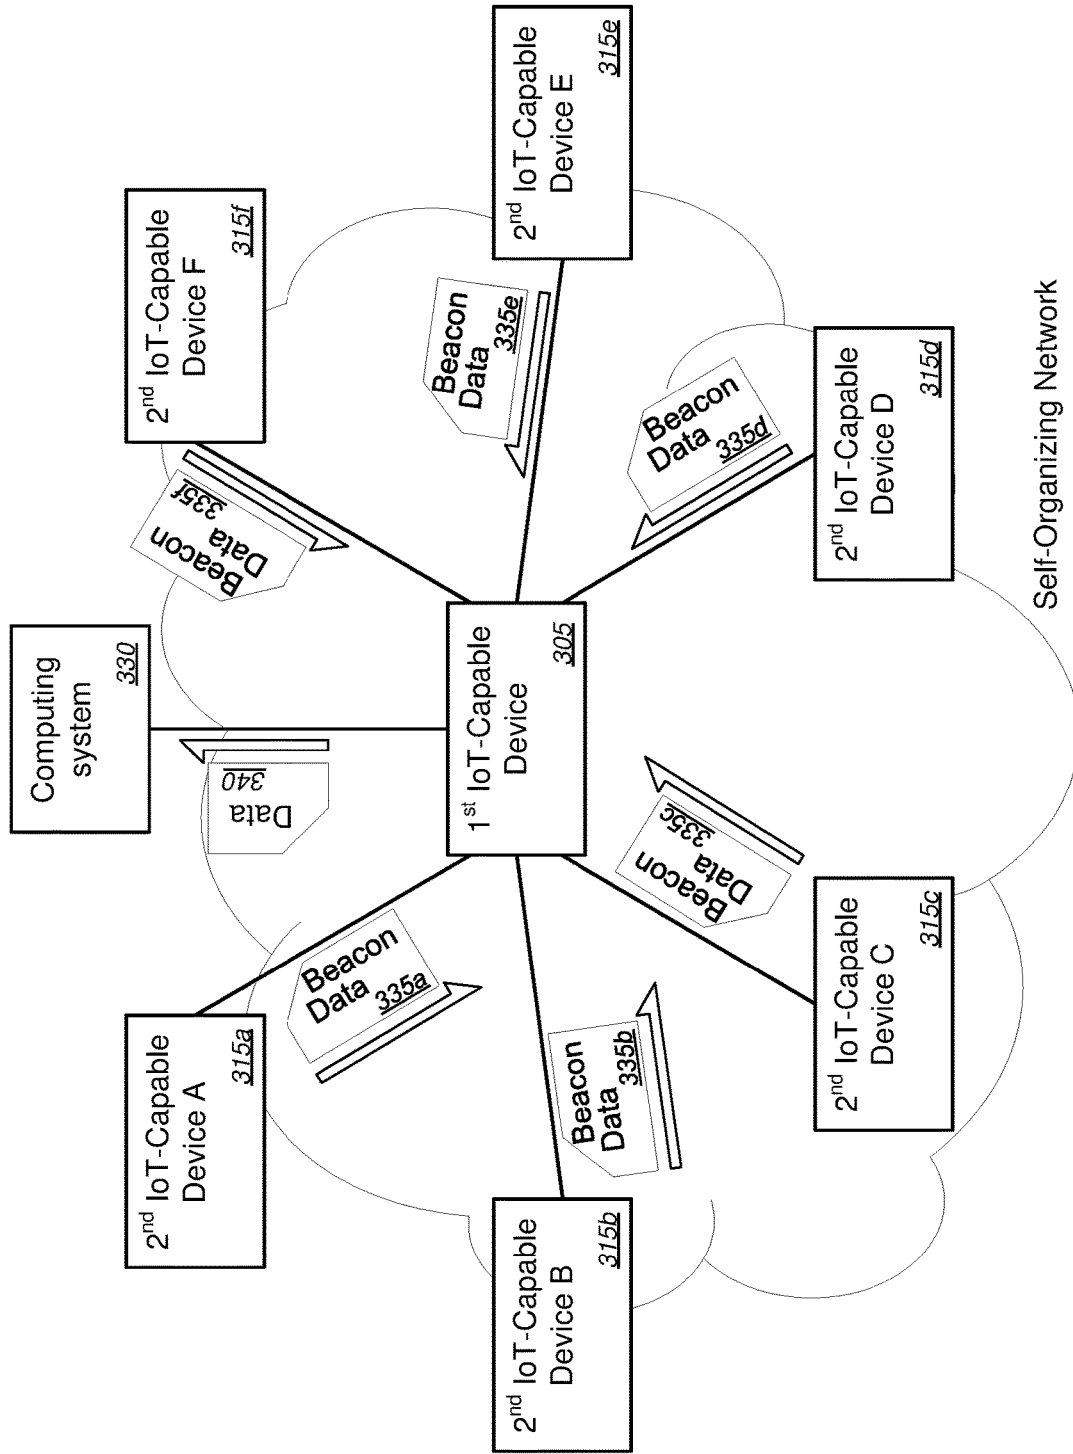 Computing
system
330
2nd IoT-Capable
Device A
315a
2nd IoT-Capable
Device F
315f
Data
340
Beacon
Data
335a
Beacon
Data
335f
2nd IoT-Capable
Device B
315b
Beacon
Data
335b
1st IoT-Capable
Device
305
Beacon
Data
335e
2nd IoT-Capable
Device E
315e
Beacon
Data
335c
Beacon
Data
335d
2nd IoT-Capable
Device C
315c
2nd IoT-Capable
Device D
315d
Self-Organizing Network